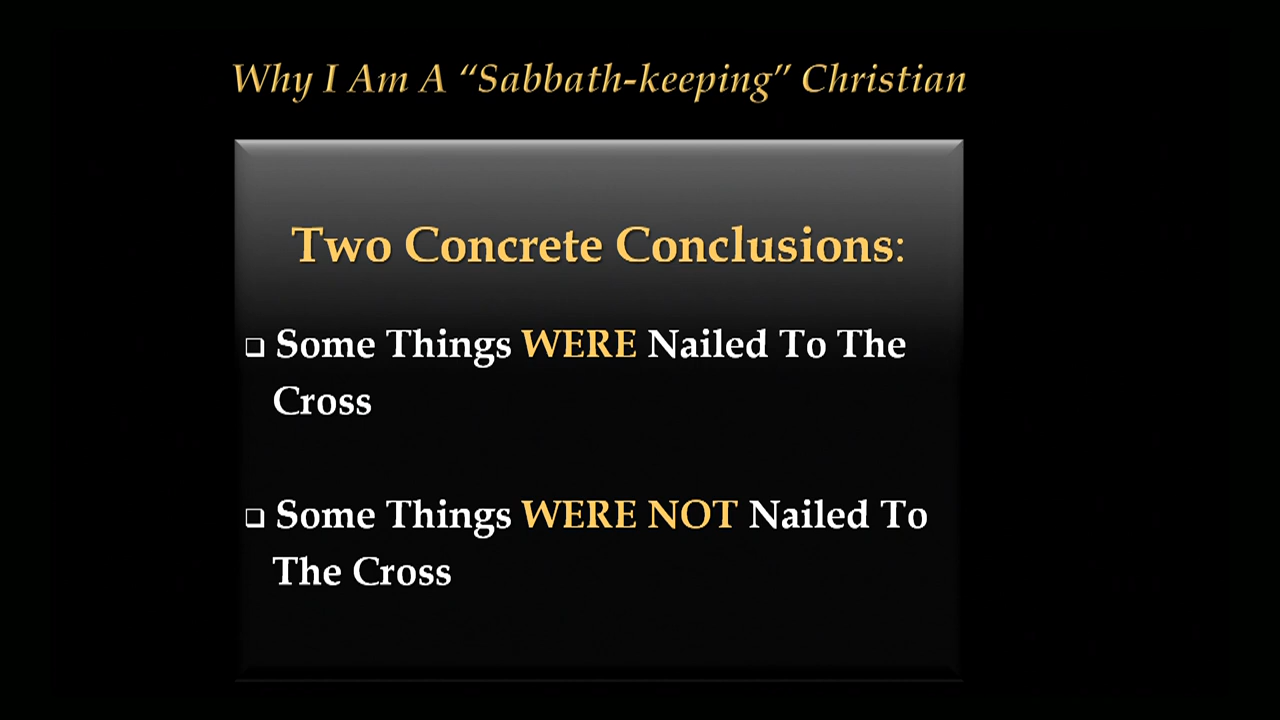 Why I Am A “Sabbath-keeping” Christian
Two Concrete Conclusions:
❑ Some Things WERE Nailed To The
Cross
❑ Some Things WERE NOT Nailed To
The Cross